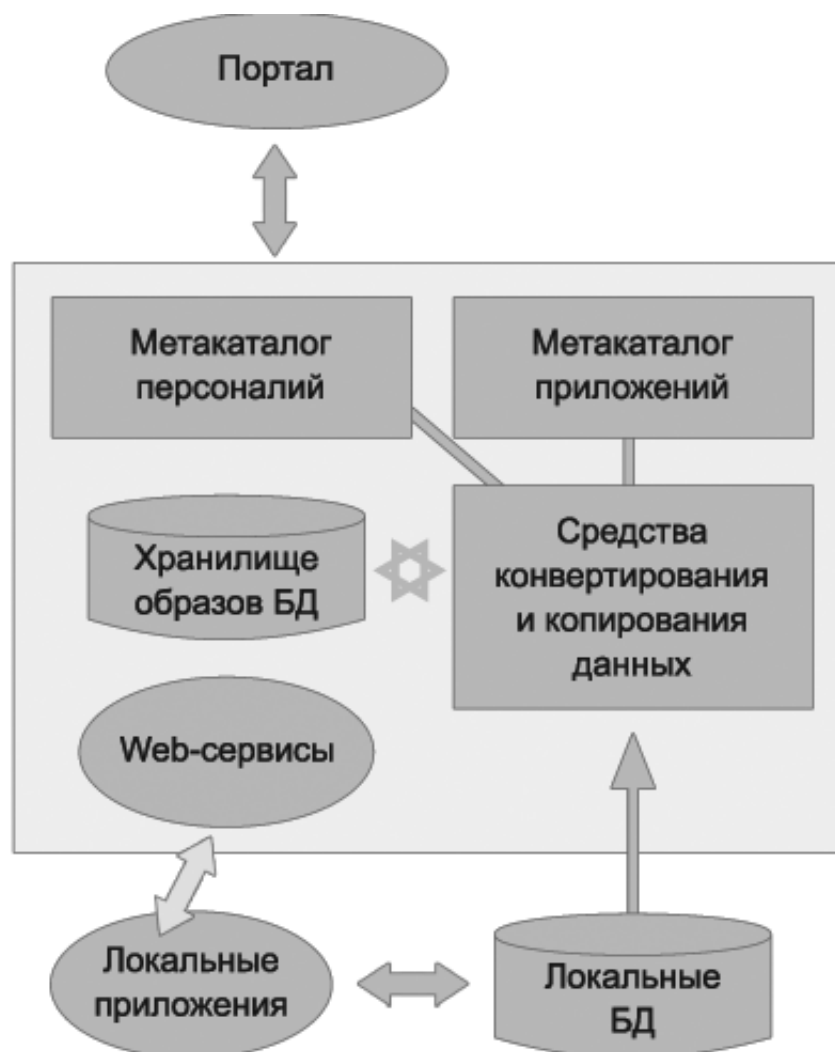 Портал
Метакаталог
персоналий
Метакаталог
приложений
Хранилище
образов БД
Средства
конвертирования
и копирования
данных
Web-сервисы
Локальные
приложения
Локальные
БД